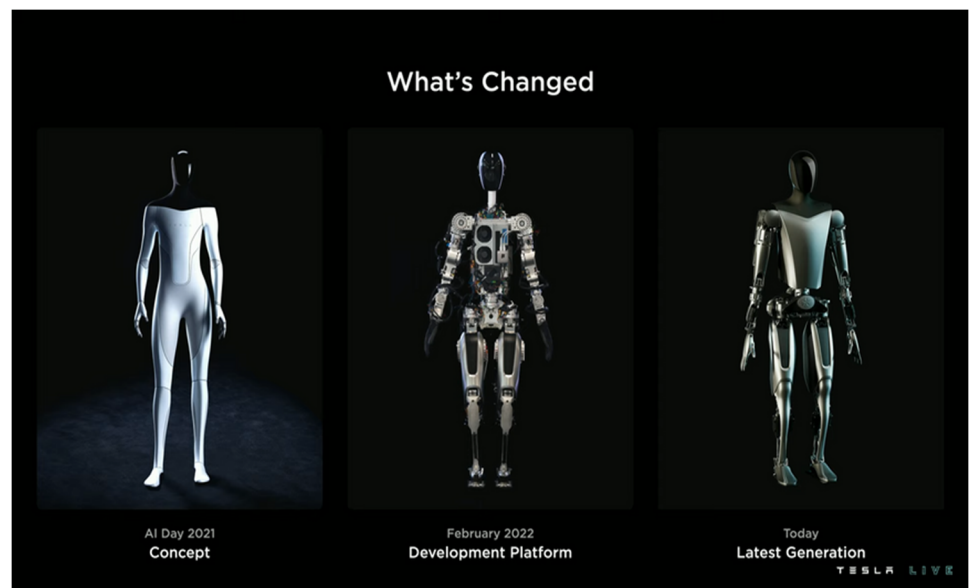 What's Changed
AI Day 2021
Concept
February 2022
Development Platform
Today
Latest Generation
TESLA LIVE